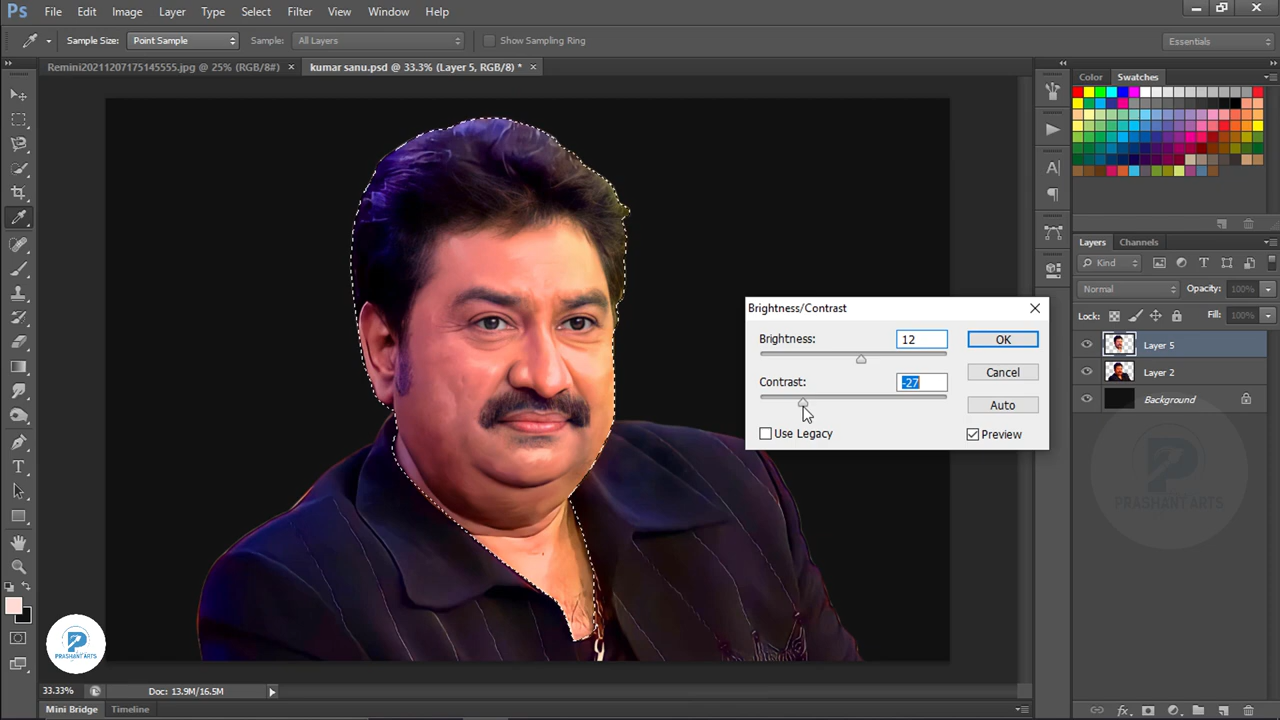 Ps File Edit Image Layer Type Select Filter View Window Help
Sample Size: Point Sample Sample: All Layers Show Sampling Ring Essentials
Remini20211207175145555.jpg @ 25% (RGB/8#) × kumar sanu.psd @ 33.3% (Layer 5, RGB/8) * ×
Color Swatches
Layers Channels
Kind
Normal Opacity: 100%
Lock: Fill: 100%
Layer 5
Layer 2
Background
Brightness/Contrast
Brightness: 12 OK
Contrast: -27 Cancel
Auto
Use Legacy Preview
PRASHANT ARTS
PRASHANT ARTS
33.33% Doc: 13.9M/16.5M
Mini Bridge Timeline